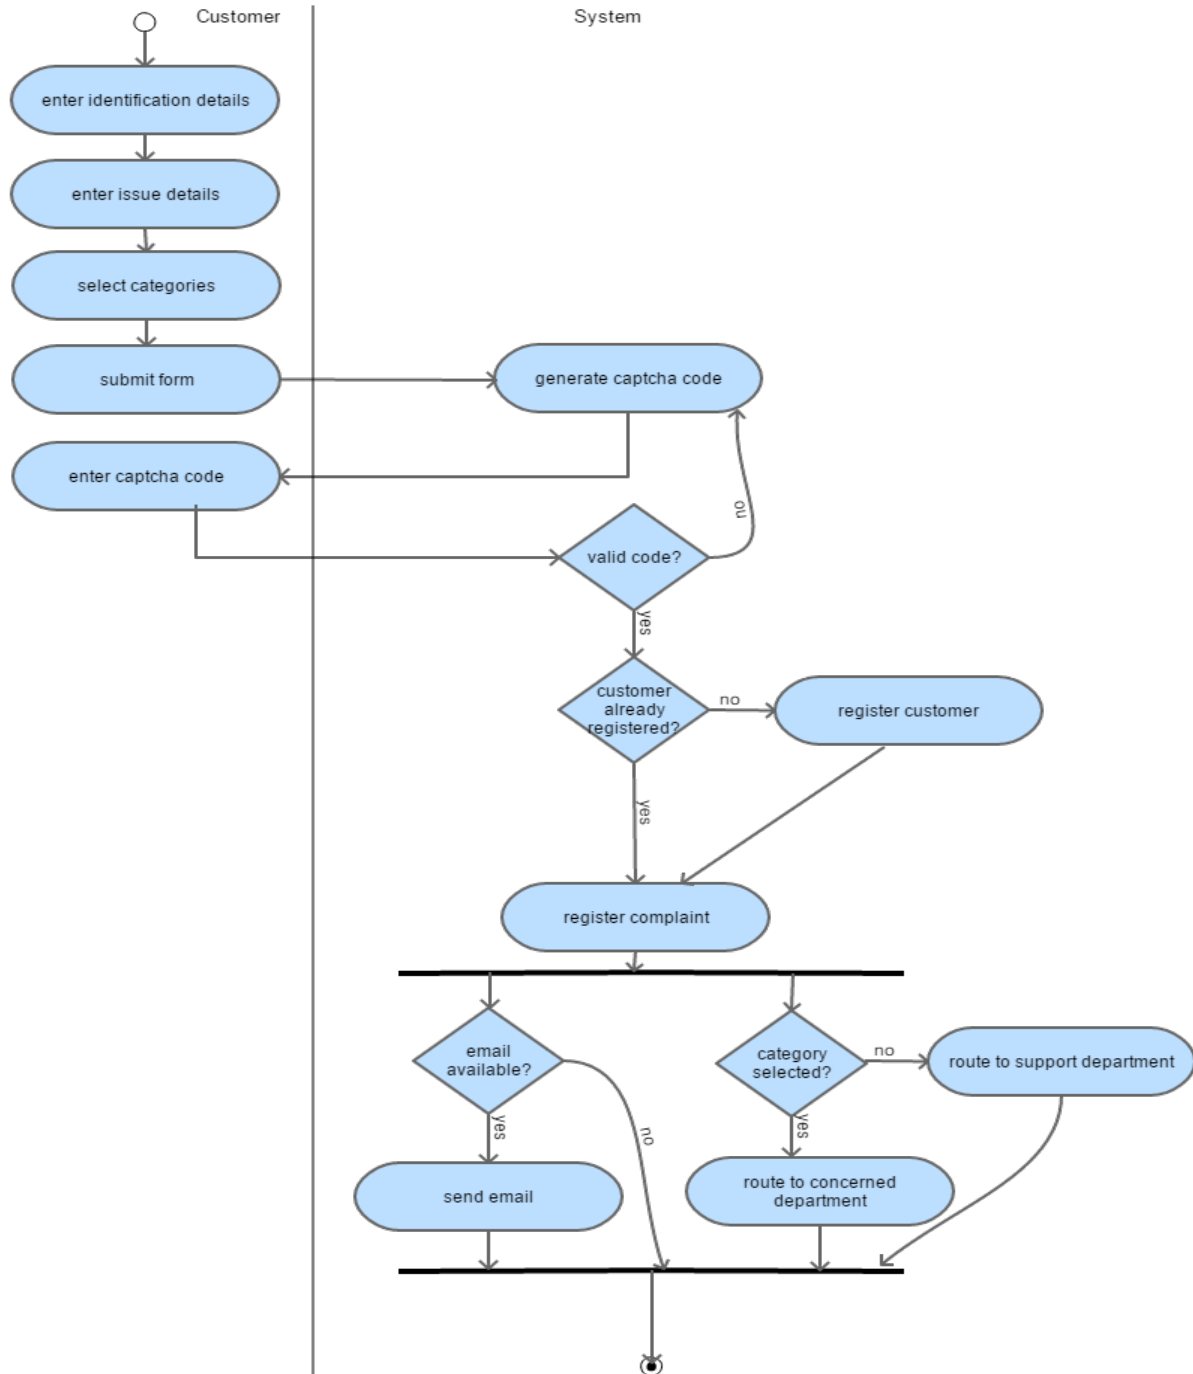 Customer
System
enter identification details
enter issue details
select categories
submit form
generate captcha code
enter captcha code
no
valid code?
yes
customer
already
registered?
no
register customer
yes
register complaint
email
available?
category
selected?
no
route to support department
yes
no
yes
send email
route to concerned
department